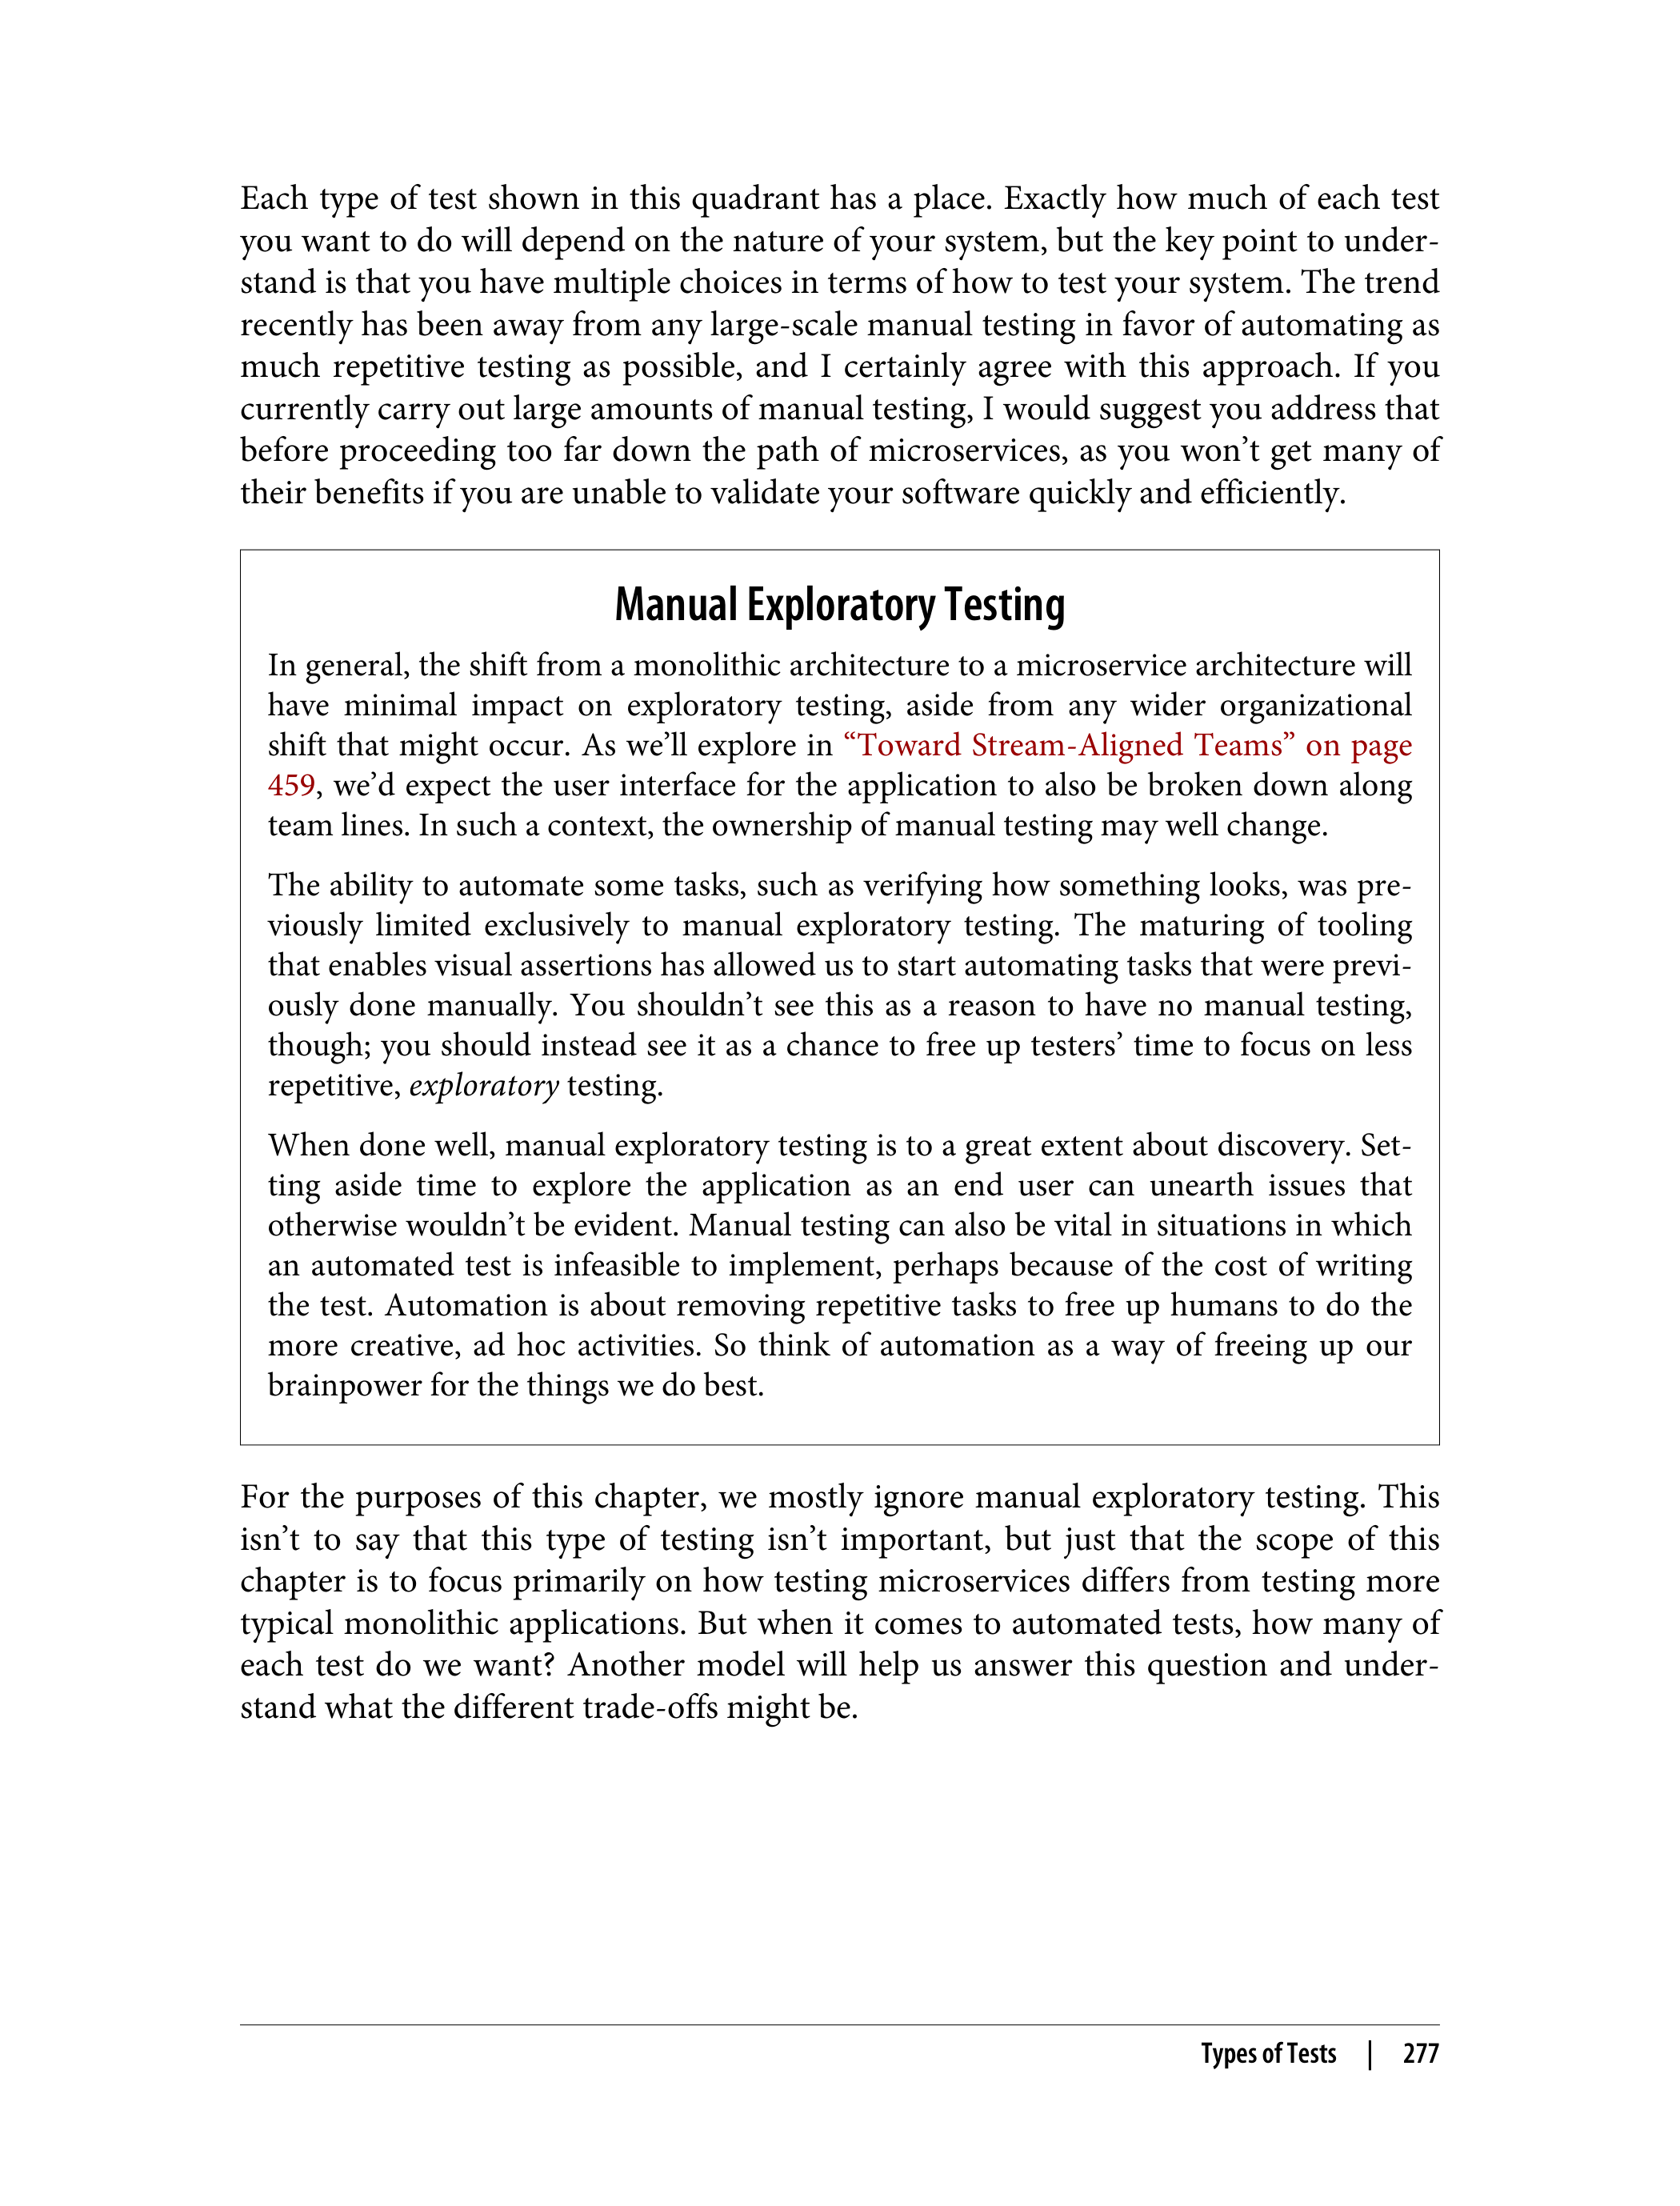 Each type of test shown in this quadrant has a place. Exactly how much of each test
you want to do will depend on the nature of your system, but the key point to under-
stand is that you have multiple choices in terms of how to test your system. The trend
recently has been away from any large-scale manual testing in favor of automating as
much repetitive testing as possible, and I certainly agree with this approach. If you
currently carry out large amounts of manual testing, I would suggest you address that
before proceeding too far down the path of microservices, as you won’t get many of
their benefits if you are unable to validate your software quickly and efficiently.
Manual Exploratory Testing
In general, the shift from a monolithic architecture to a microservice architecture will
have minimal impact on exploratory testing, aside from any wider organizational
shift that might occur. As we’ll explore in “Toward Stream-Aligned Teams” on page
459, we’d expect the user interface for the application to also be broken down along
team lines. In such a context, the ownership of manual testing may well change.
The ability to automate some tasks, such as verifying how something looks, was pre-
viously limited exclusively to manual exploratory testing. The maturing of tooling
that enables visual assertions has allowed us to start automating tasks that were previ-
ously done manually. You shouldn’t see this as a reason to have no manual testing,
though; you should instead see it as a chance to free up testers’ time to focus on less
repetitive, exploratory testing.
When done well, manual exploratory testing is to a great extent about discovery. Set-
ting aside time to explore the application as an end user can unearth issues that
otherwise wouldn’t be evident. Manual testing can also be vital in situations in which
an automated test is infeasible to implement, perhaps because of the cost of writing
the test. Automation is about removing repetitive tasks to free up humans to do the
more creative, ad hoc activities. So think of automation as a way of freeing up our
brainpower for the things we do best.
For the purposes of this chapter, we mostly ignore manual exploratory testing. This
isn’t to say that this type of testing isn’t important, but just that the scope of this
chapter is to focus primarily on how testing microservices differs from testing more
typical monolithic applications. But when it comes to automated tests, how many of
each test do we want? Another model will help us answer this question and under-
stand what the different trade-offs might be.
Types of Tests | 277